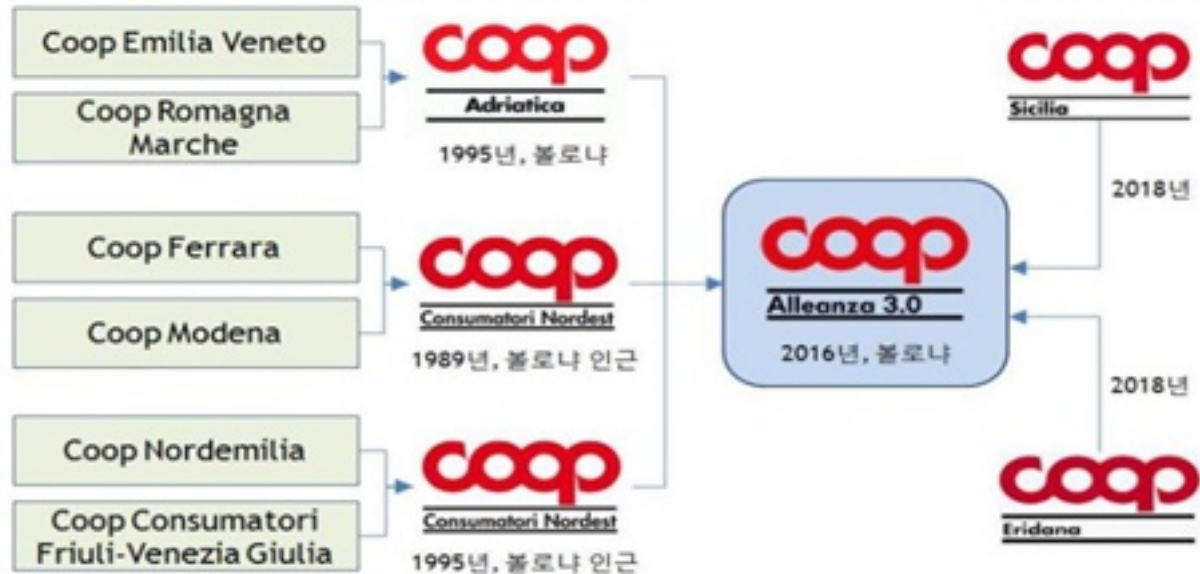 Coop Emilia Veneto
Coop Romagna
Marche
coop
Adriatica
1995년, 볼로냐
Coop Ferrara
Coop Modena
coop
Consumatori Nordest
1989년, 볼로냐 인근
Coop Nordemilia
Coop Consumatori
Friuli-Venezia Giulia
coop
Consumatori Nordest
1995년, 볼로냐 인근
coop
Alleanza 3.0
2016년, 볼로냐
coop
Sicilia
2018년
2018년
coop
Eridana